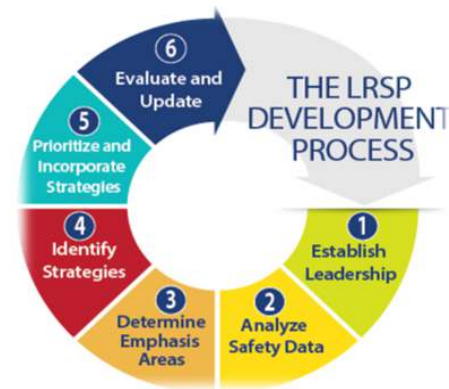 THE LRSP
DEVELOPMENT
PROCESS
1
Establish
Leadership
2
Analyze
Safety Data
3
Determine
Emphasis
Areas
4
Identify
Strategies
5
Prioritize and
Incorporate
Strategies
6
Evaluate and
Update